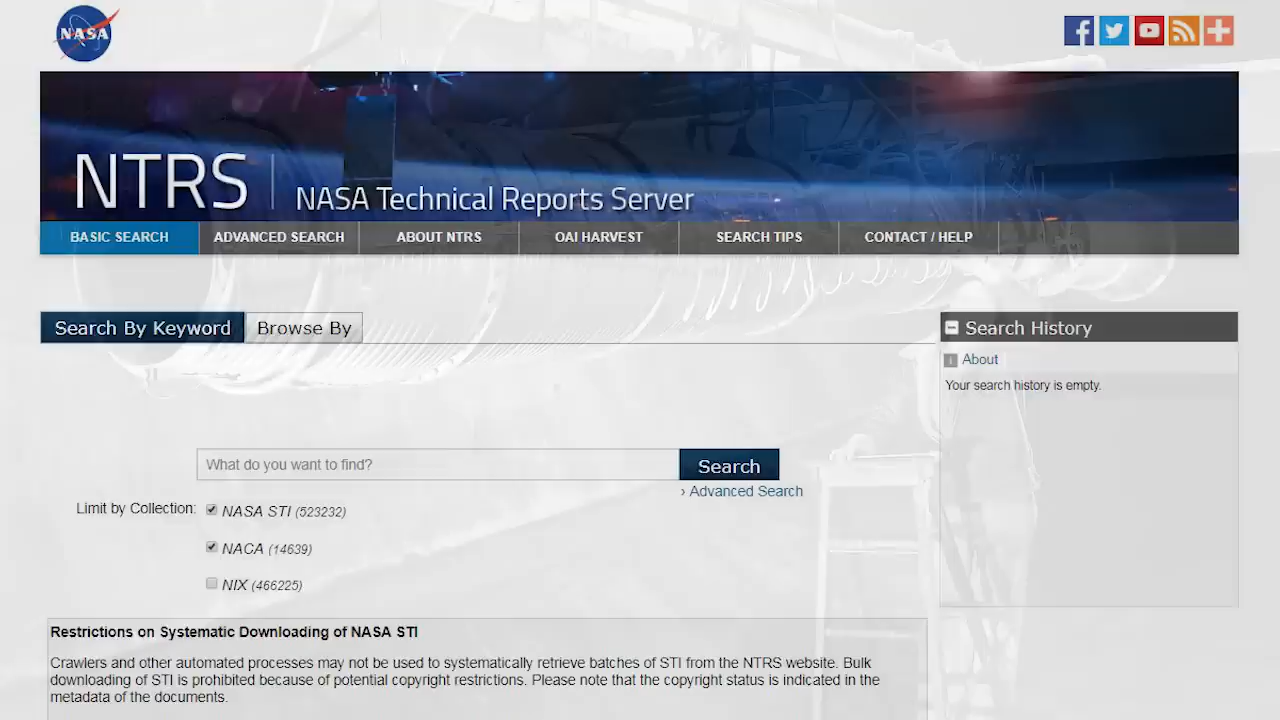 NASA
NTRS | NASA Technical Reports Server
BASIC SEARCH
ADVANCED SEARCH
ABOUT NTRS
OAI HARVEST
SEARCH TIPS
CONTACT / HELP
Search By Keyword
Browse By
Search History
About
Your search history is empty.
What do you want to find?
Search
› Advanced Search
Limit by Collection:
NASA STI (523232)
NACA (14639)
NIX (466225)
Restrictions on Systematic Downloading of NASA STI
Crawlers and other automated processes may not be used to systematically retrieve batches of STI from the NTRS website. Bulk
downloading of STI is prohibited because of potential copyright restrictions. Please note that the copyright status is indicated in the
metadata of the documents.